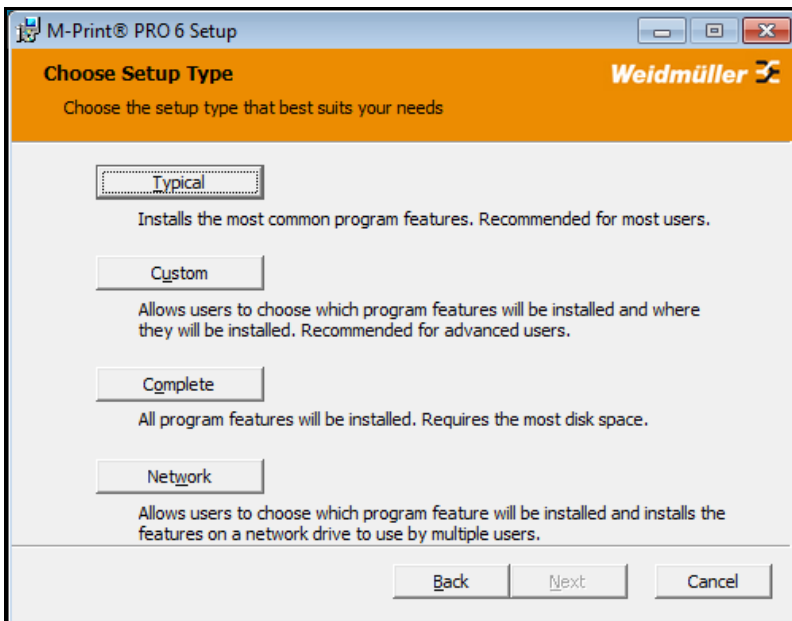 M-Print® PRO 6 Setup
Choose Setup Type
Weidmüller
Choose the setup type that best suits your needs
Typical
Installs the most common program features. Recommended for most users.
Custom
Allows users to choose which program features will be installed and where
they will be installed. Recommended for advanced users.
Complete
All program features will be installed. Requires the most disk space.
Network
Allows users to choose which program feature will be installed and installs the
features on a network drive to use by multiple users.
Back
Next
Cancel